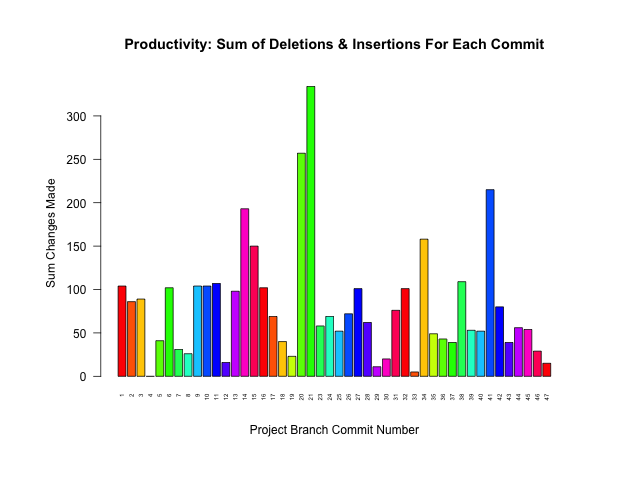 Productivity: Sum of Deletions & Insertions For Each Commit
Sum Changes Made
300
250
200
150
100
50
0
1 2 3 4 5 6 7 8 9 10 11 12 13 14 15 16 17 18 19 20 21 23 24 25 26 27 28 29 30 31 32 33 34 35 36 37 38 39 40 41 42 43 44 45 46 47
Project Branch Commit Number